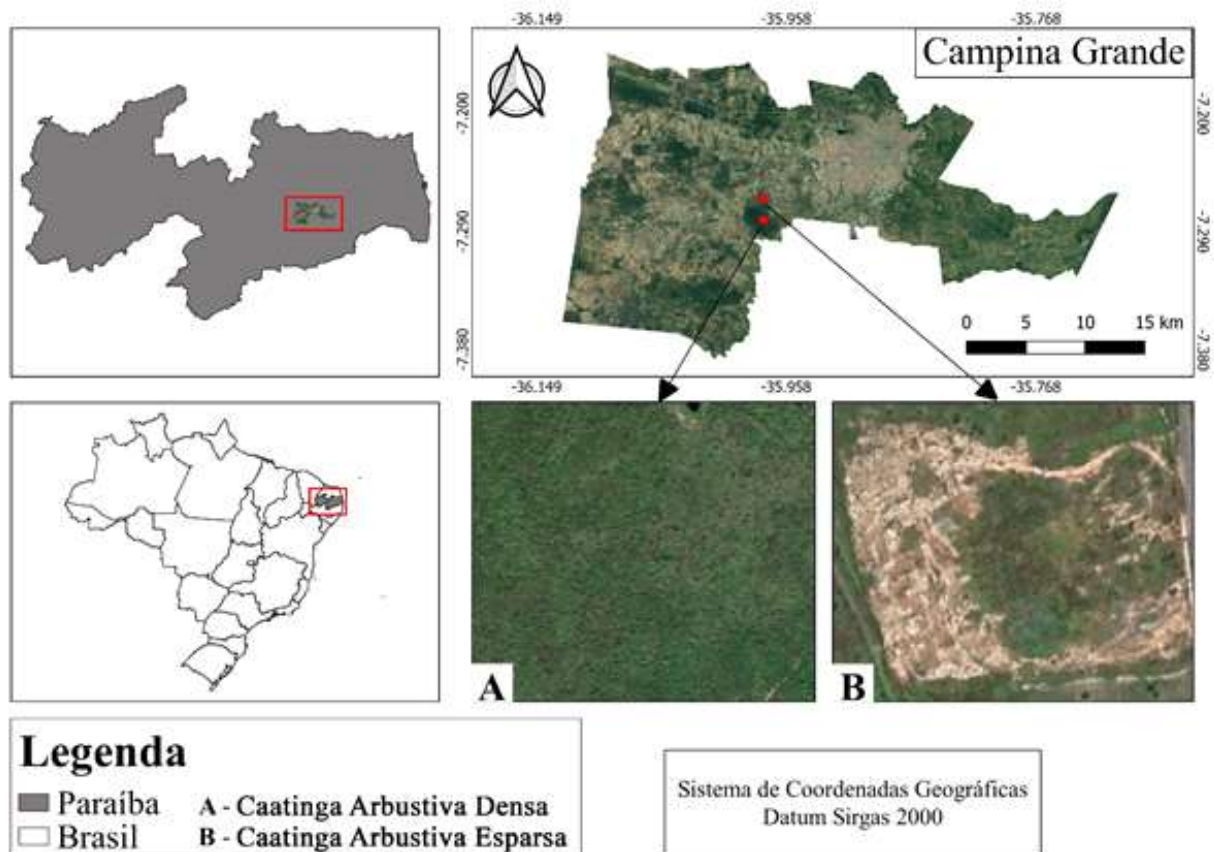 -36.149
-35.958
-35.768
Campina Grande
-7.200
-7.290
-7.380
-7.200
-7.290
-7.380
0 5 10 15 km
-36.149
-35.958
-35.768
A
B
Legenda
Paraíba
Brasil
A - Caatinga Arbustiva Densa
B - Caatinga Arbustiva Esparsa
Sistema de Coordenadas Geográficas
Datum Sirgas 2000